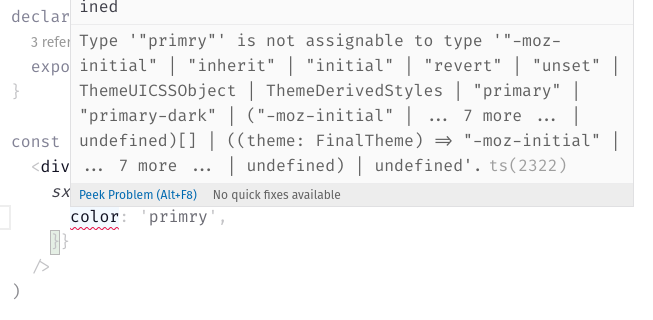 declar
ined
3 refer
expo
}
Type '"primry"' is not assignable to type '"-moz-
initial" | "inherit" | "initial" | "revert" | "unset" |
ThemeUICSSObject | ThemeDerivedStyles | "primary" |
"primary-dark" | ("-moz-initial" | ... 7 more ... |
undefined)[] | ((theme: FinalTheme) => "-moz-initial" |
... 7 more ... | undefined) | undefined'. ts(2322)
Peek Problem (Alt+F8) No quick fixes available
const
<div
sx
color: 'primry',
}}
/>
)